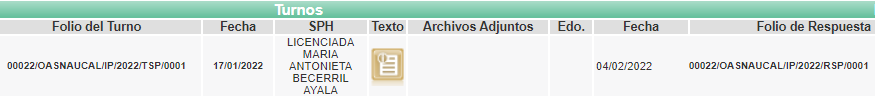 Turnos
Folio del Turno Fecha SPH Texto Archivos Adjuntos Edo. Fecha Folio de Respuesta
00022/OASNAUCAL/IP/2022/TSP/0001 17/01/2022 LICENCIADA MARIA ANTONIETA BECERRIL AYALA 04/02/2022 00022/OASNAUCAL/IP/2022/RSP/0001